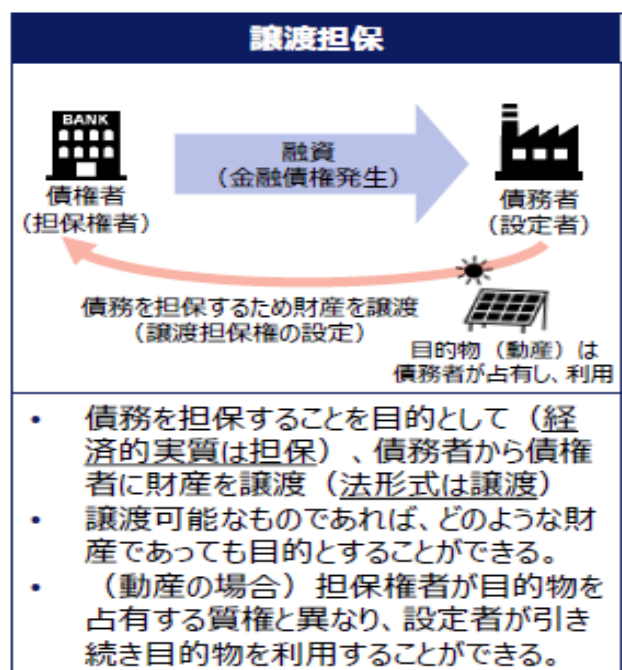 譲渡担保
BANK
融資
（金融債権発生）
債権者
（担保権者）
債務者
（設定者）
債務を担保するため財産を譲渡
（譲渡担保権の設定）
目的物（動産）は
債務者が占有し、利用
• 債務を担保することを目的として（経
済的実質は担保）、債務者から債権
者に財産を譲渡（法形式は譲渡）
• 譲渡可能なものであれば、どのような財
産であっても目的とすることができる。
• （動産の場合）担保権者が目的物を
占有する質権と異なり、設定者が引き
続き目的物を利用することができる。